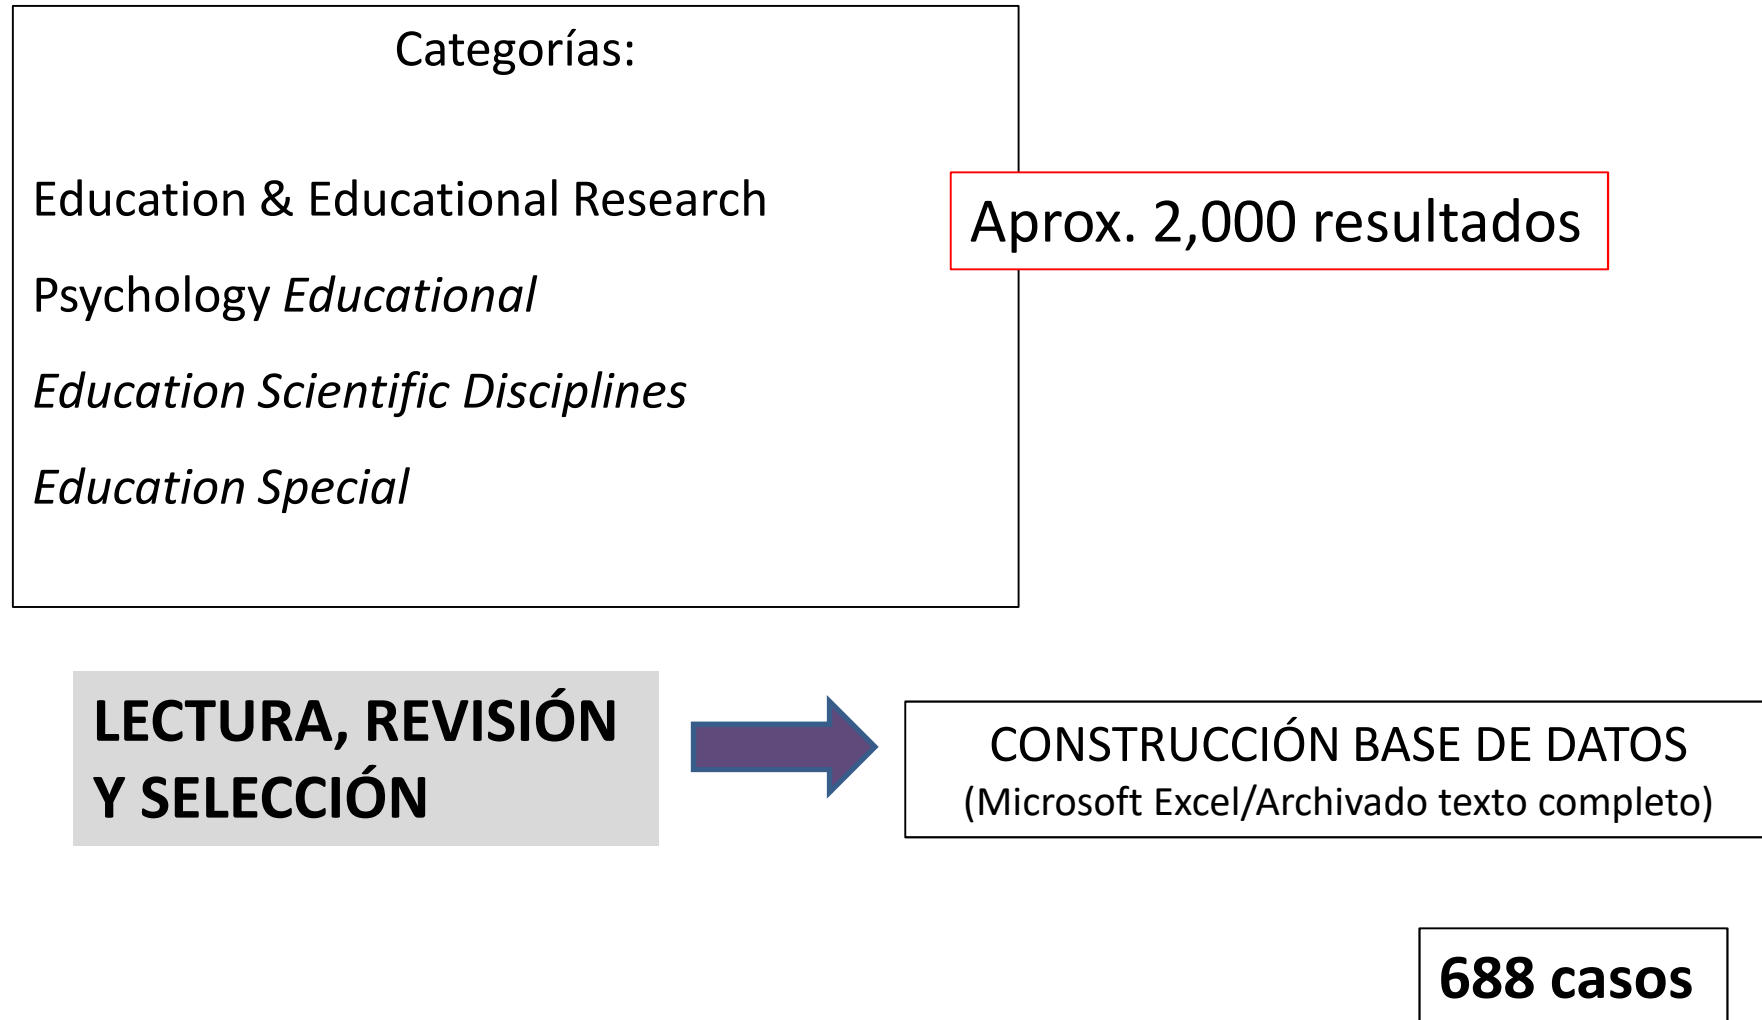 Categorías:
Education & Educational Research
Aprox. 2,000 resultados
Psychology Educational
Education Scientific Disciplines
Education Special
LECTURA, REVISIÓN
Y SELECCIÓN
CONSTRUCCIÓN BASE DE DATOS
(Microsoft Excel/Archivado texto completo)
688 casos